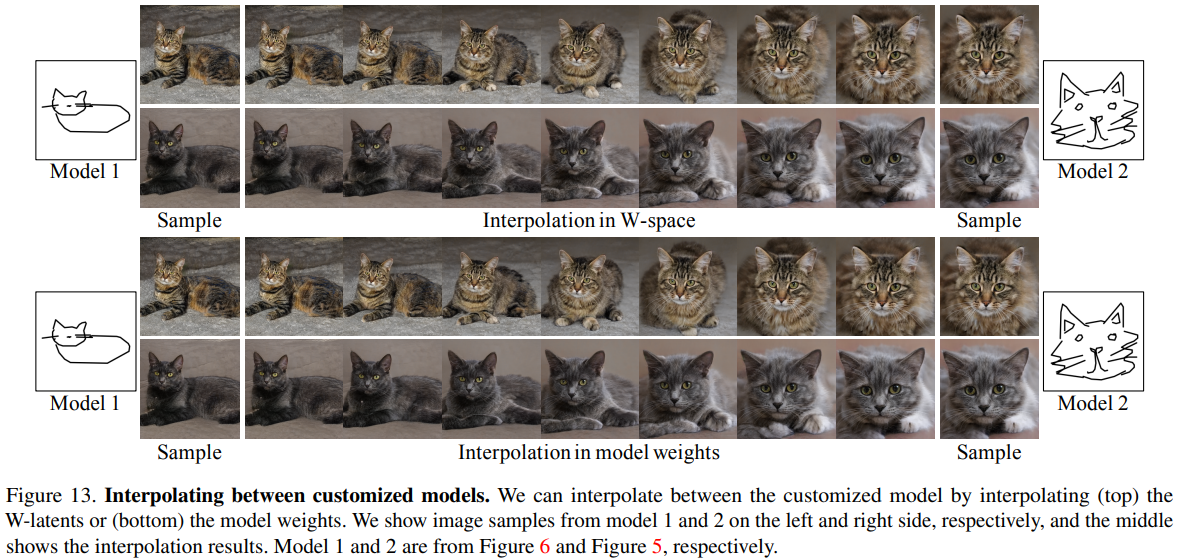 Model 1
Model 2
Sample
Interpolation in W-space
Sample
Model 1
Model 2
Sample
Interpolation in model weights
Sample
Figure 13. Interpolating between customized models. We can interpolate between the customized model by interpolating (top) the
W-latents or (bottom) the model weights. We show image samples from model 1 and 2 on the left and right side, respectively, and the middle
shows the interpolation results. Model 1 and 2 are from Figure 6 and Figure 5, respectively.